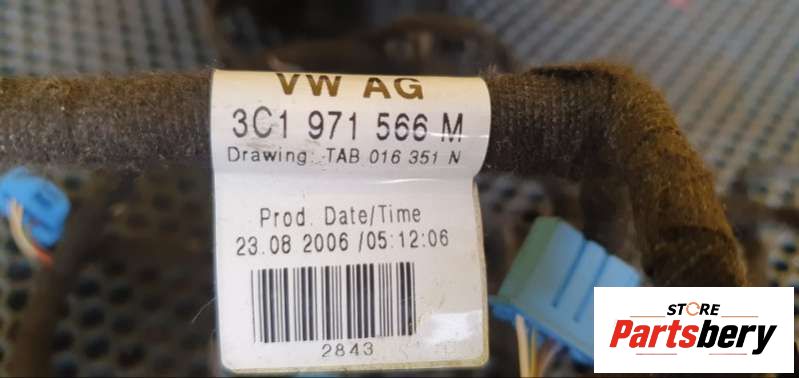 VW AG
3C1 971 566 M
Drawing: TAB 016 351 N
Prod. Date/Time
23.08 2006 /05:12:06
2843
STORE
Partsbery